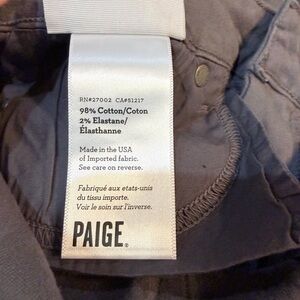 RN#27002 CA#51217
98% Cotton/Coton
2% Elastane/
Élasthanne
Made in the USA
of Imported fabric.
See care on reverse.
Fabriqué aux etats-unis
du tissu importe.
Voir le soin sur l'inverse.
PAIGE®